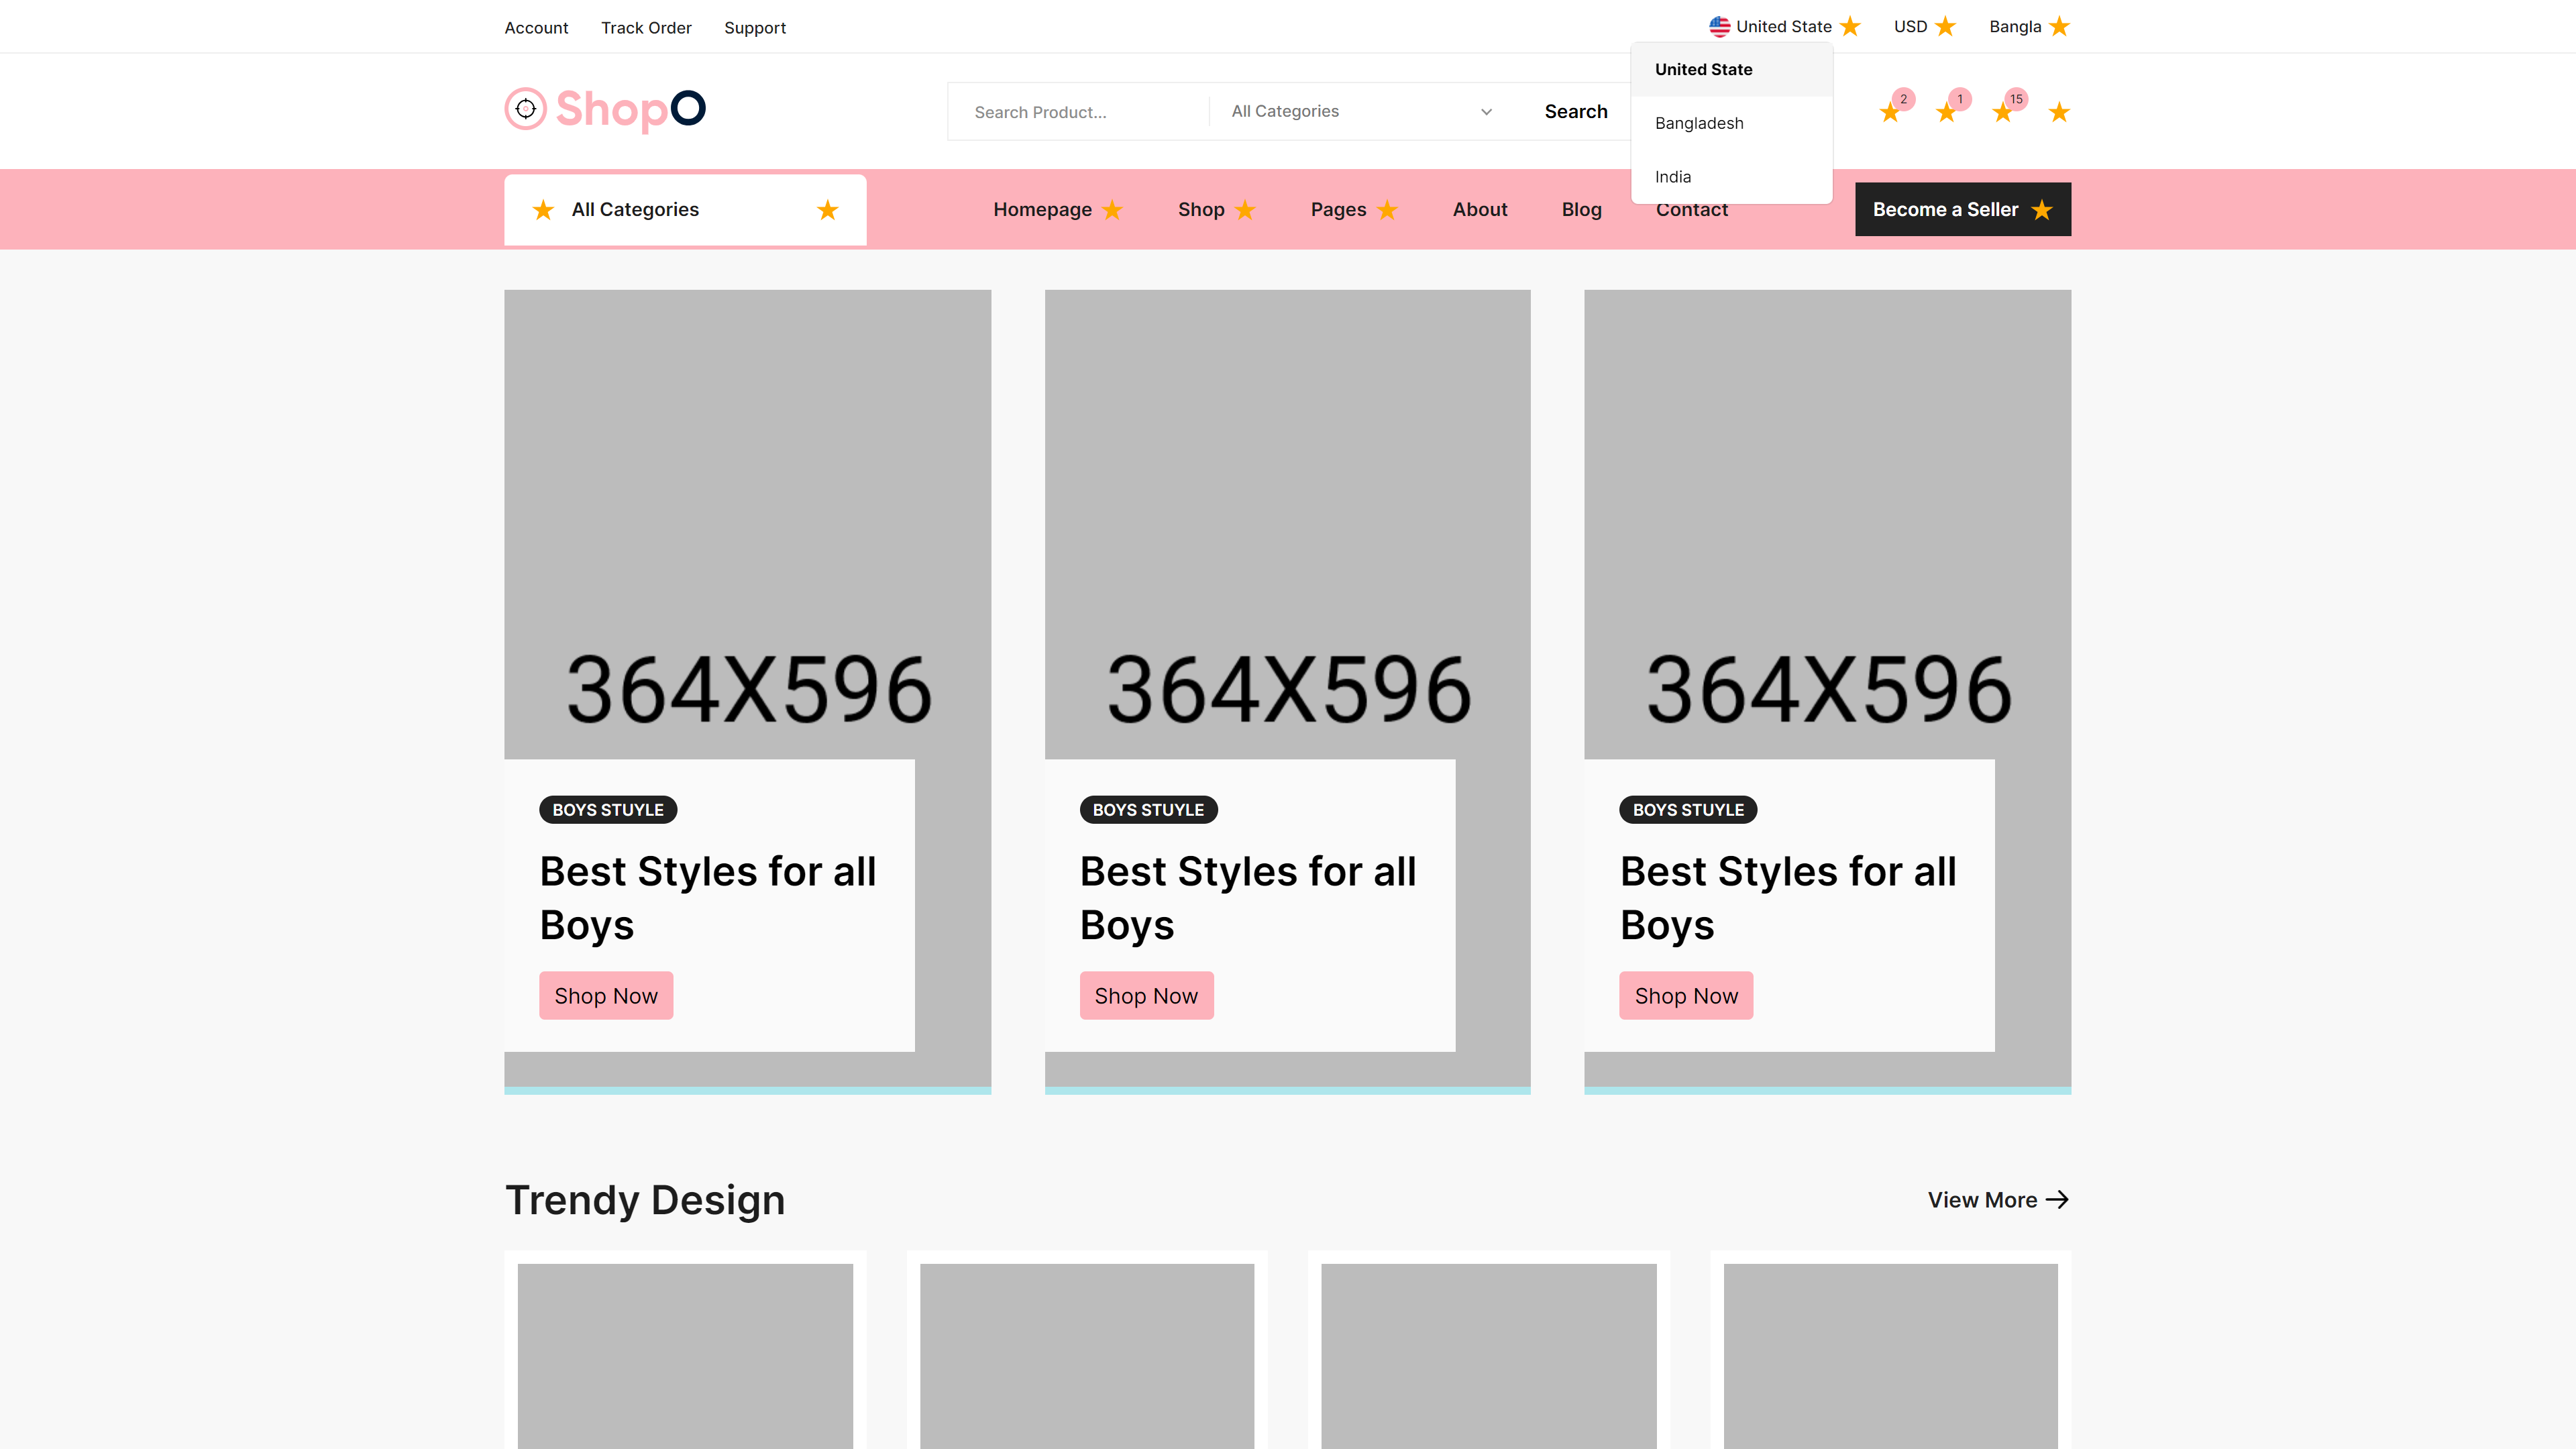 Account Track Order Support United State USD Bangla
United State
Bangladesh
India
ShopO
Search Product... All Categories Search
2 1 15
All Categories Homepage Shop Pages About Blog Contact Become a Seller
364X596
BOYS STUYLE
Best Styles for all
Boys
Shop Now
364X596
BOYS STUYLE
Best Styles for all
Boys
Shop Now
364X596
BOYS STUYLE
Best Styles for all
Boys
Shop Now
Trendy Design View More